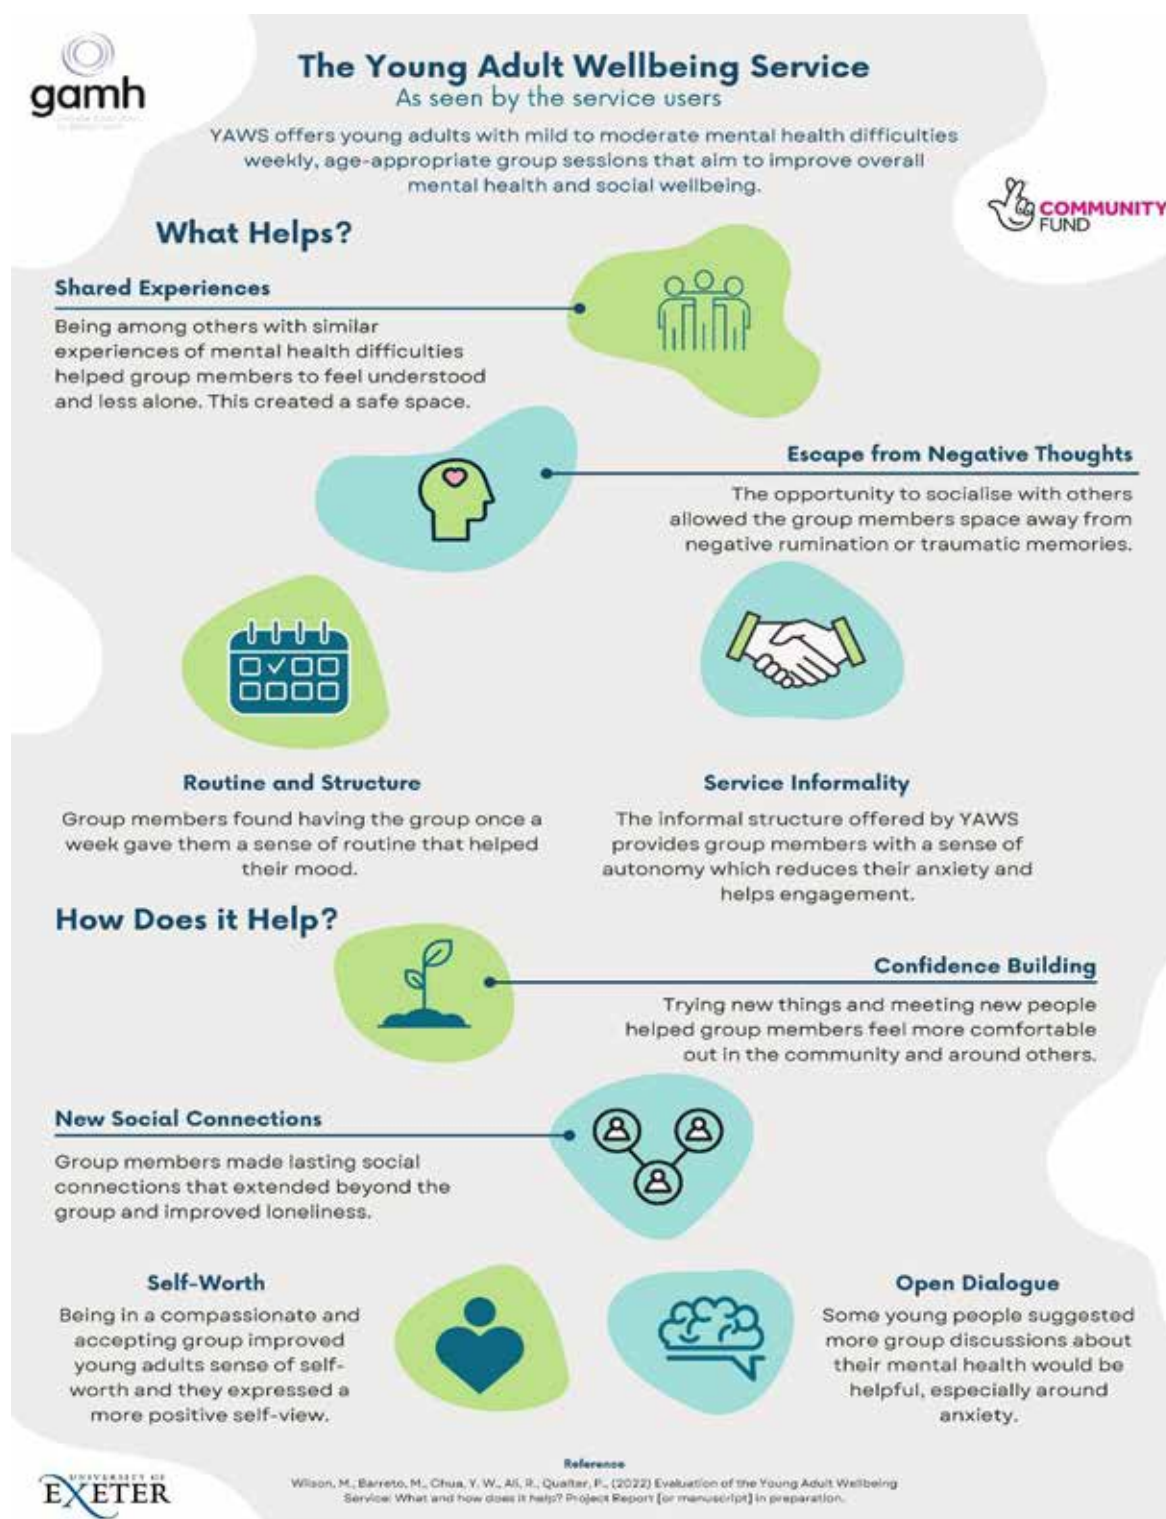 gamh
The Young Adult Wellbeing Service
As seen by the service users
YAWS offers young adults with mild to moderate mental health difficulties
weekly, age-appropriate group sessions that aim to improve overall
mental health and social wellbeing.
COMMUNITY
FUND
What Helps?
Shared Experiences
Being among others with similar
experiences of mental health difficulties
helped group members to feel understood
and less alone. This created a safe space.
Escape from Negative Thoughts
The opportunity to socialise with others
allowed the group members space away from
negative rumination or traumatic memories.
Routine and Structure
Group members found having the group once a
week gave them a sense of routine that helped
their mood.
Service Informality
The informal structure offered by YAWS
provides group members with a sense of
autonomy which reduces their anxiety and
helps engagement.
How Does it Help?
Confidence Building
Trying new things and meeting new people
helped group members feel more comfortable
out in the community and around others.
New Social Connections
Group members made lasting social
connections that extended beyond the
group and improved loneliness.
Self-Worth
Being in a compassionate and
accepting group improved
young adults sense of self-
worth and they expressed a
more positive self-view.
Open Dialogue
Some young people suggested
more group discussions about
their mental health would be
helpful, especially around
anxiety.
UNIVERSITY OF
EXETER
Reference
Wilson, M., Barreto, M., Chua, Y. W., Ali, R., Qualter, P., (2022) Evaluation of the Young Adult Wellbeing
Service: What and how does it help? Project Report [or manuscript] in preparation.